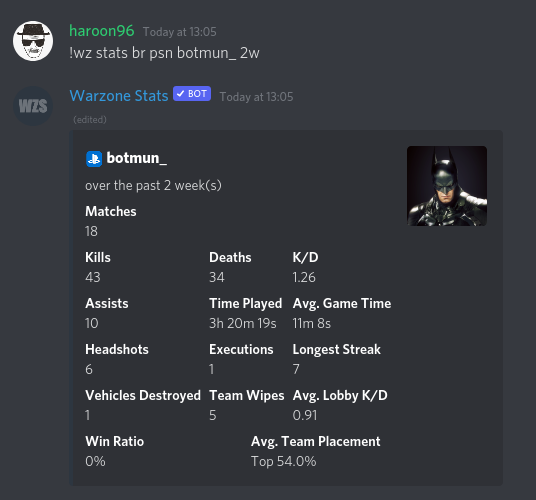 haroon96 Today at 13:05
!wz stats br psn botmun_ 2w
WZS
Warzone Stats ✔ BOT Today at 13:05
(edited)
botmun_
over the past 2 week(s)
Matches
18
Kills Deaths K/D
43 34 1.26
Assists Time Played Avg. Game Time
10 3h 20m 19s 11m 8s
Headshots Executions Longest Streak
6 1 7
Vehicles Destroyed Team Wipes Avg. Lobby K/D
1 5 0.91
Win Ratio Avg. Team Placement
0% Top 54.0%